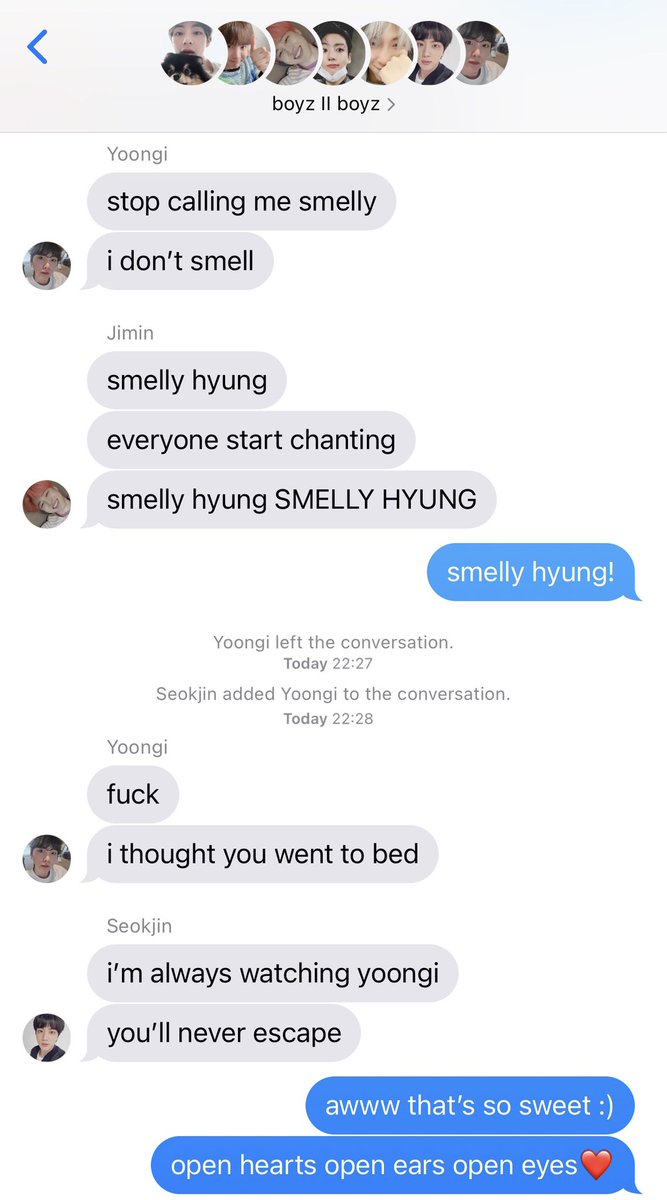 boyz II boyz >
Yoongi
stop calling me smelly
i don’t smell
Jimin
smelly hyung
everyone start chanting
smelly hyung SMELLY HYUNG
smelly hyung!
Yoongi left the conversation.
Today 22:27
Seokjin added Yoongi to the conversation.
Today 22:28
Yoongi
fuck
i thought you went to bed
Seokjin
i’m always watching yoongi
you’ll never escape
awww that’s so sweet :)
open hearts open ears open eyes❤️